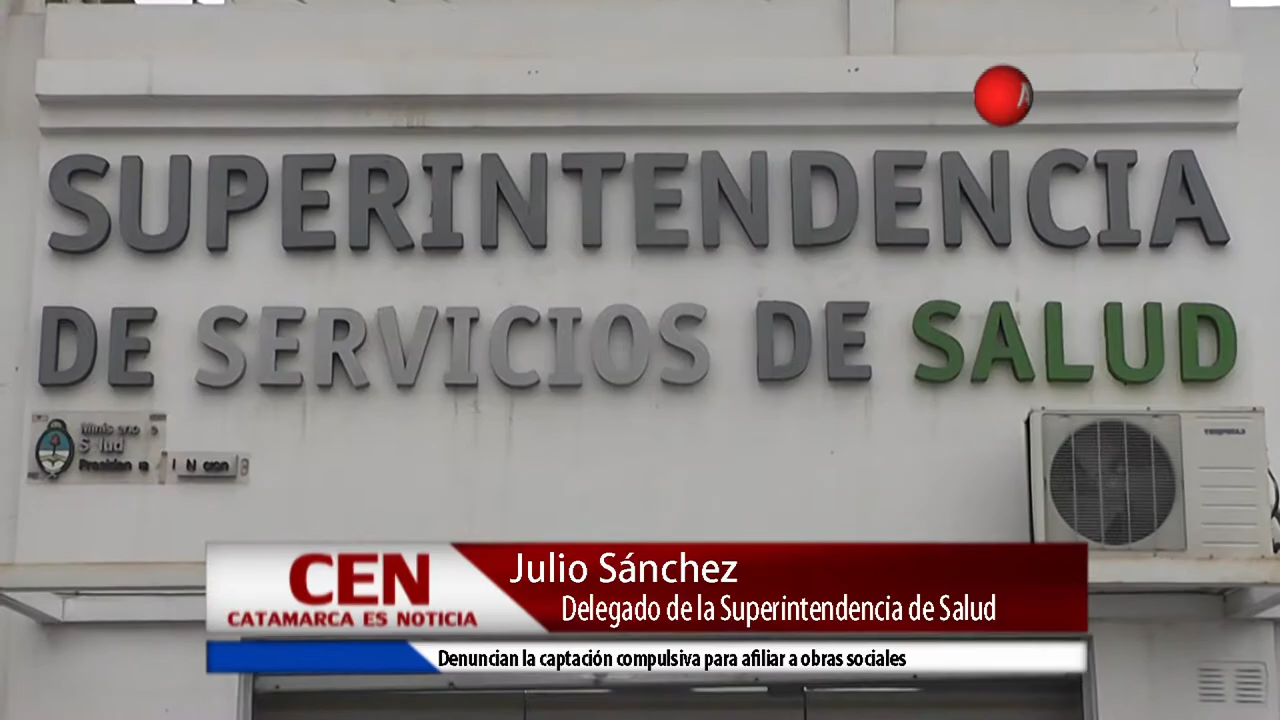 SUPERINTENDENCIA
DE SERVICIOS DE SALUD
CEN
CATAMARCA ES NOTICIA
Julio Sánchez
Delegado de la Superintendencia de Salud
Denuncian la captación compulsiva para afiliar a obras sociales